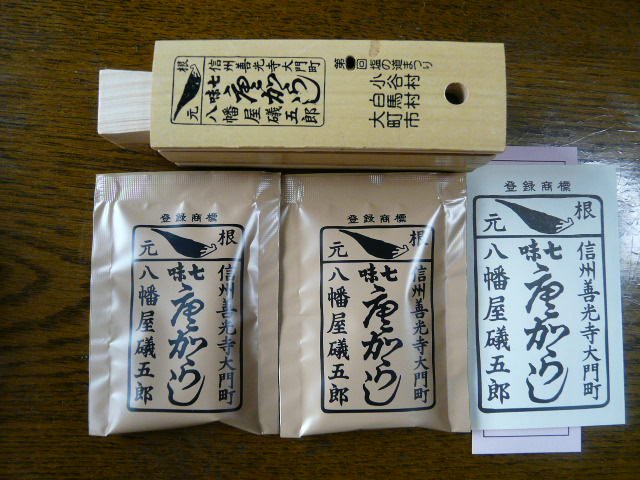 根元
信州善光寺大門町
七味唐がらし
八幡屋礒五郎
第●回塩の道まつり
小谷村
白馬村
大町市
登録商標
根元
信州善光寺大門町
七味唐がらし
八幡屋礒五郎
登録商標
根元
信州善光寺大門町
七味唐がらし
八幡屋礒五郎
登録商標
根元
信州善光寺大門町
七味唐がらし
八幡屋礒五郎